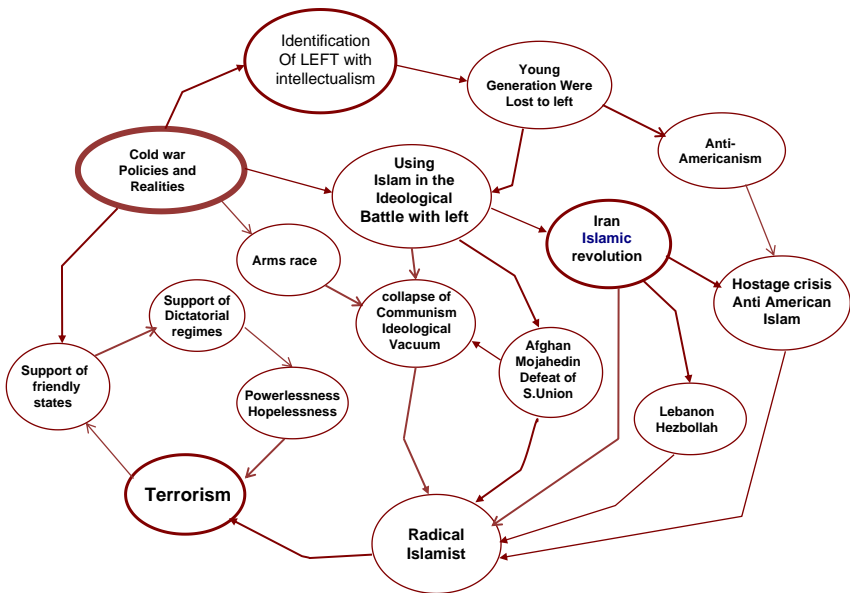 Identification
Of LEFT with
intellectualism
Young
Generation Were
Lost to left
Anti-
Americanism
Cold war
Policies and
Realities
Using
Islam in the
Ideological
Battle with left
Iran
Islamic
revolution
Arms race
Hostage crisis
Anti American
Islam
Support of
Dictatorial
regimes
collapse of
Communism
Ideological
Vacuum
Afghan
Mojahedin
Defeat of
S.Union
Support of
friendly
states
Powerlessness
Hopelessness
Lebanon
Hezbollah
Terrorism
Radical
Islamist